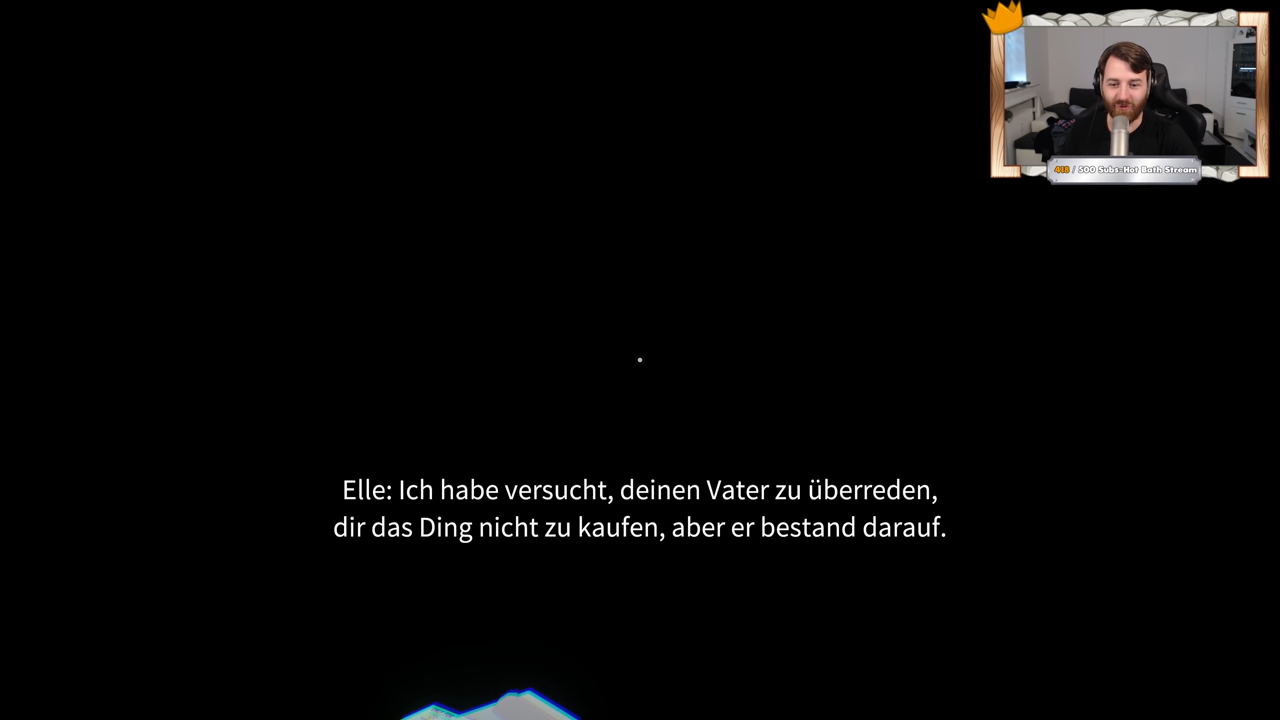 418 / 500 Subs-Hot Bath Stream
Elle: Ich habe versucht, deinen Vater zu überreden,
dir das Ding nicht zu kaufen, aber er bestand darauf.